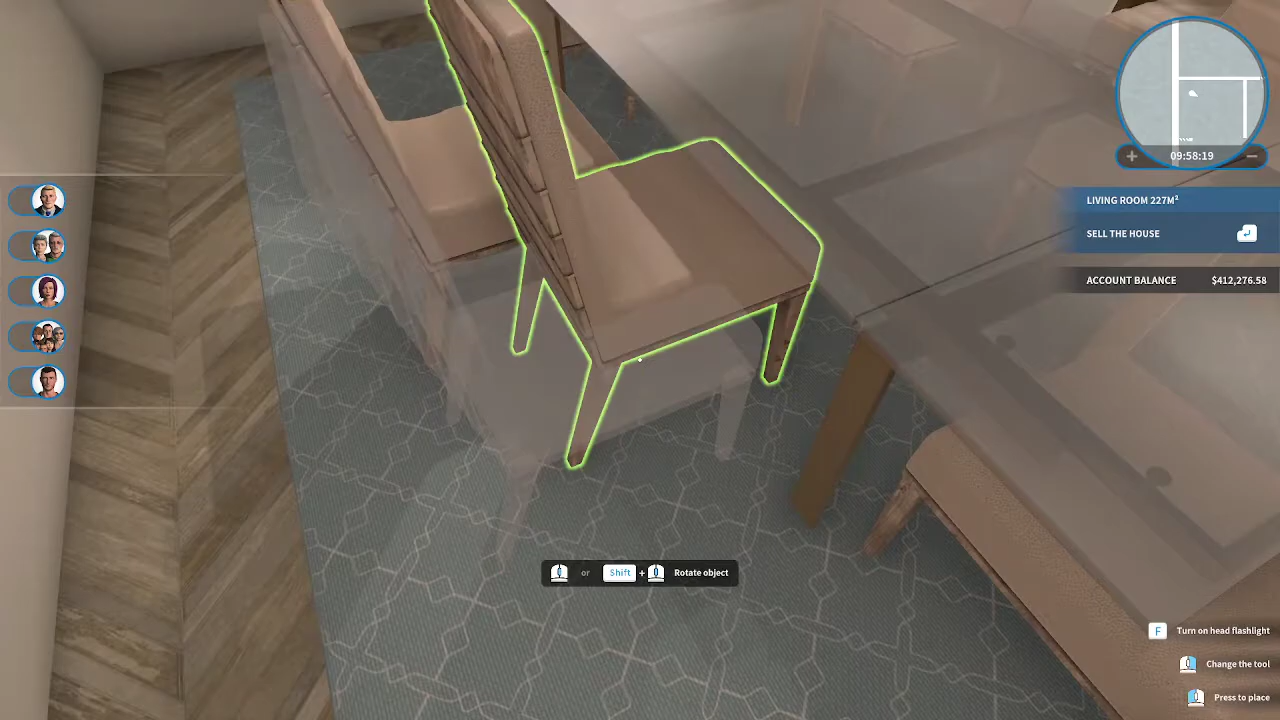 09:58:19
LIVING ROOM 227M²
SELL THE HOUSE
ACCOUNT BALANCE $412,276.58
or Shift + Rotate object
F Turn on head flashlight
Change the tool
Press to place